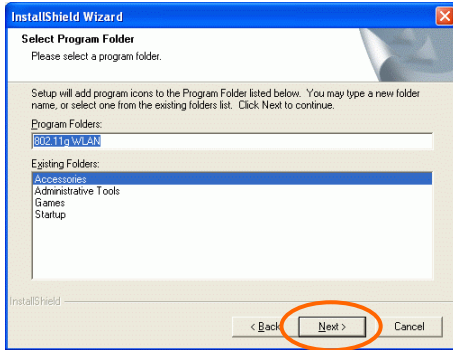 InstallShield Wizard
Select Program Folder
Please select a program folder.
Setup will add program icons to the Program Folder listed below. You may type a new folder
name, or select one from the existing folders list. Click Next to continue.
Program Folders:
802.11g WLAN
Existing Folders:
Accessories
Administrative Tools
Games
Startup
InstallShield
< Back Next > Cancel